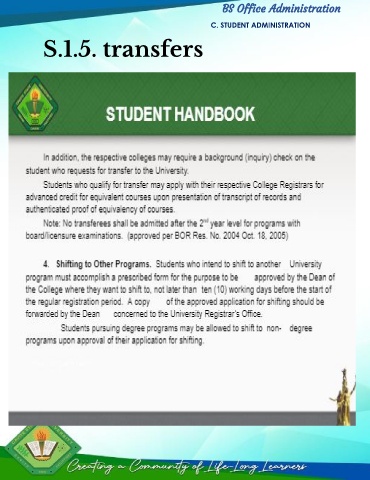 BS Office Administration
C. STUDENT ADMINISTRATION
S.1.5. transfers
STUDENT HANDBOOK
In addition, the respective colleges may require a background (inquiry) check on the
student who requests for transfer to the University.
Students who qualify for transfer may apply with their respective College Registrars for
advanced credit for equivalent courses upon presentation of transcript of records and
authenticated proof of equivalency of courses.
Note: No transferees shall be admitted after the 2nd year level for programs with
board/licensure examinations. (approved per BOR Res. No. 2004 Oct. 18, 2005)
4. Shifting to Other Programs. Students who intend to shift to another University
program must accomplish a prescribed form for the purpose to be approved by the Dean of
the College where they want to shift to, not later than ten (10) working days before the start of
the regular registration period. A copy of the approved application for shifting should be
forwarded by the Dean concerned to the University Registrar's Office.
Students pursuing degree programs may be allowed to shift to non- degree
programs upon approval of their application for shifting.
Creating a Community of Life-Long Learners